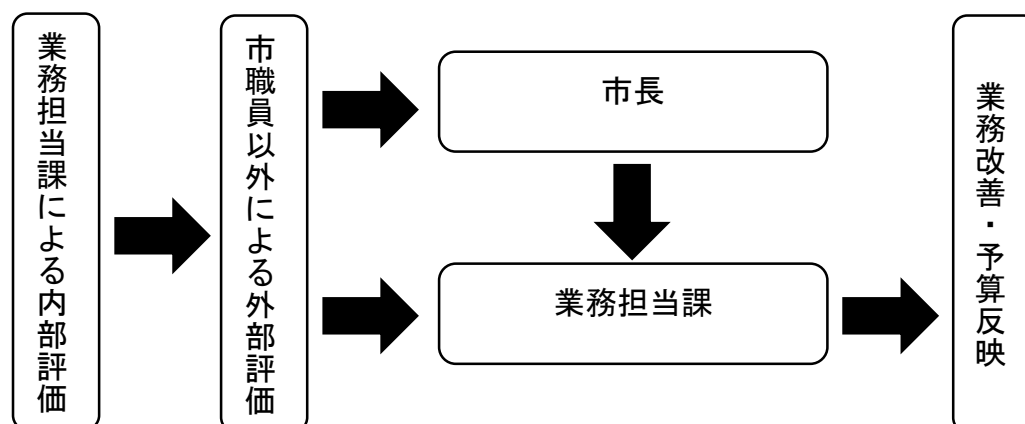 業務担当課による内部評価
市職員以外による外部評価
市長
業務担当課
業務改善・予算反映